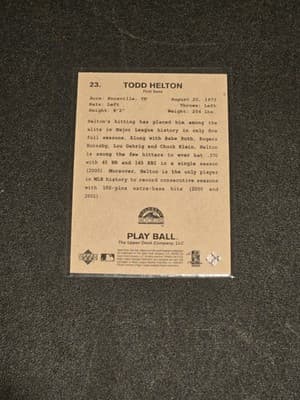 23. TODD HELTON
First Base
Born: Knoxville, TN August 20, 1973
Bats: Left Throws: Left
Height: 6'2" Weight: 204 lbs.
Helton's hitting has placed him among the
elite in Major League history in only five
full seasons. Along with Babe Ruth, Rogers
Hornsby, Lou Gehrig and Chuck Klein, Helton
is among the few hitters to ever bat .370
with 45 HR and 145 RBI in a single season
(2000). Moreover, Helton is the only player
in MLB history to record consecutive seasons
with 100-plus extra-base hits (2000 and
2001).
PLAY BALL
The Upper Deck Company, LLC